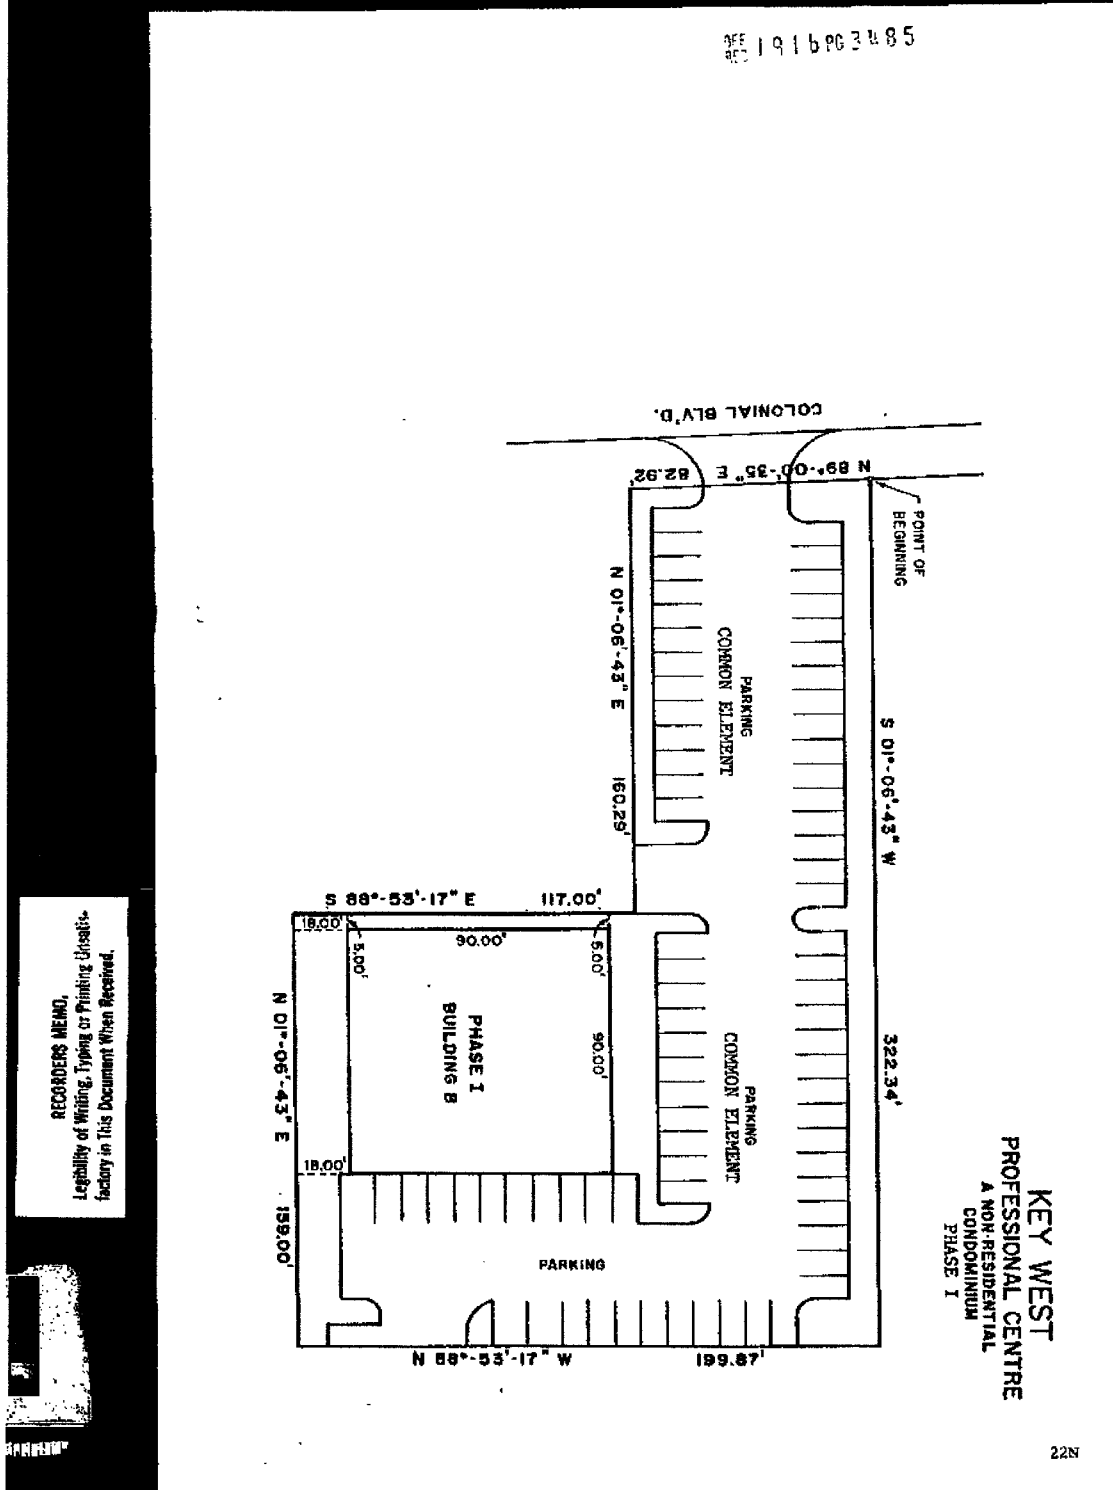 1916 PG 3485
COLONIAL BLV'D.
N 89°-00'-35" E 82.92'
POINT OF
BEGINNING
N 01°-06'-43" E 160.29'
PARKING
COMMON ELEMENT
S 01°-06'-43" W 322.34'
S 88°-53'-17" E 117.00'
18.00'
90.00'
5.00'
5.00'
90.00'
PHASE I
BUILDING B
N 01°-06'-43" E 159.00'
18.00'
PARKING
COMMON ELEMENT
PARKING
N 88°-53'-17" W 199.87'
KEY WEST
PROFESSIONAL CENTRE
A NON-RESIDENTIAL
CONDOMINIUM
PHASE I
RECORDERS MEMO.
Legibility of Writing, Typing or Printing Unsatis-
factory in This Document When Received.
22N